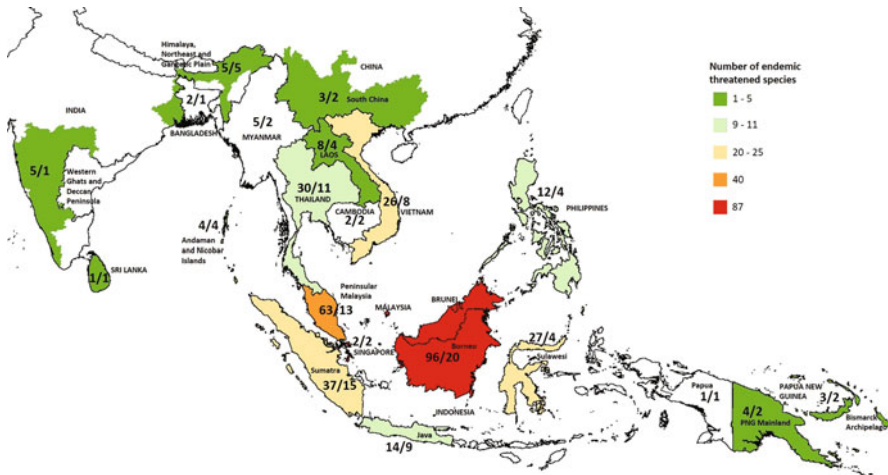 Himalaya,
Northeast and
Gangetic Plain
5/5
CHINA
3/2
South China
Number of endemic
threatened species
1 - 5
9 - 11
20 - 25
40
87
INDIA
2/1
BANGLADESH
5/2
MYANMAR
8/4
LAOS
5/1
Western
Ghats and
Deccan
Peninsula
30/11
THAILAND
26/8
VIETNAM
CAMBODIA
2/2
12/4
PHILIPPINES
4/4
Andaman
and Nicobar
Islands
1/1
SRI LANKA
Peninsular
Malaysia
63/13
MALAYSIA
BRUNEI
2/2
SINGAPORE
Borneo
96/20
27/4
Sulawesi
Sumatra
37/15
INDONESIA
Java
14/9
Papua
1/1
PAPUA NEW
GUINEA
3/2
4/2
PNG Mainland
Bismarck
Archipelago